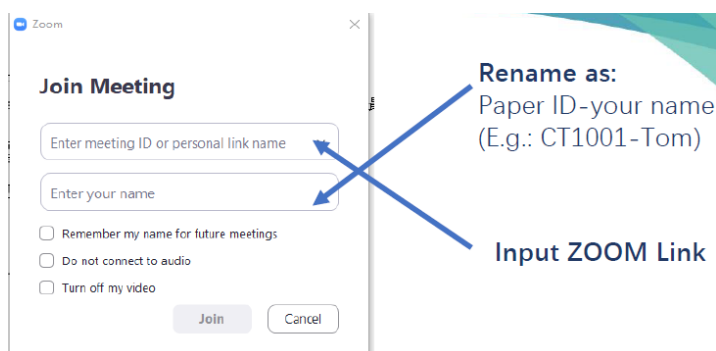 Zoom
Join Meeting
Enter meeting ID or personal link name
Enter your name
Remember my name for future meetings
Do not connect to audio
Turn off my video
Join Cancel
Rename as:
Paper ID-your name
(E.g.: CT1001-Tom)
Input ZOOM Link